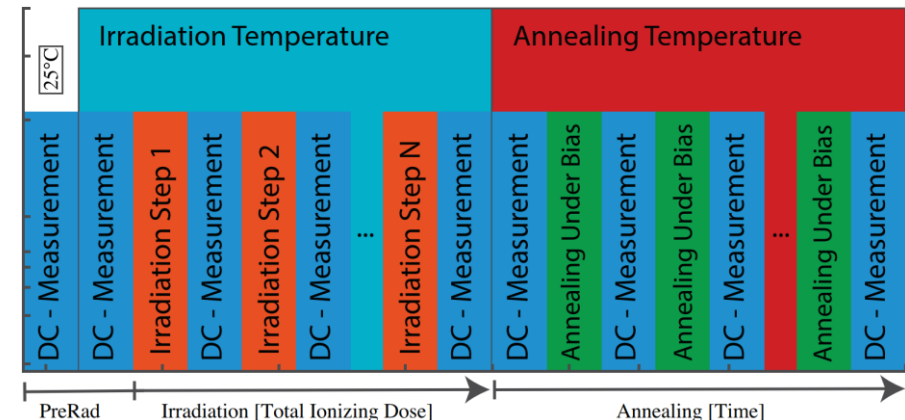 Irradiation Temperature
Annealing Temperature
25°C
DC - Measurement
DC - Measurement
Irradiation Step 1
DC - Measurement
Irradiation Step 2
DC - Measurement
...
Irradiation Step N
DC - Measurement
DC - Measurement
Annealing Under Bias
DC - Measurement
Annealing Under Bias
DC - Measurement
...
Annealing Under Bias
DC - Measurement
PreRad
Irradiation [Total Ionizing Dose]
Annealing [Time]